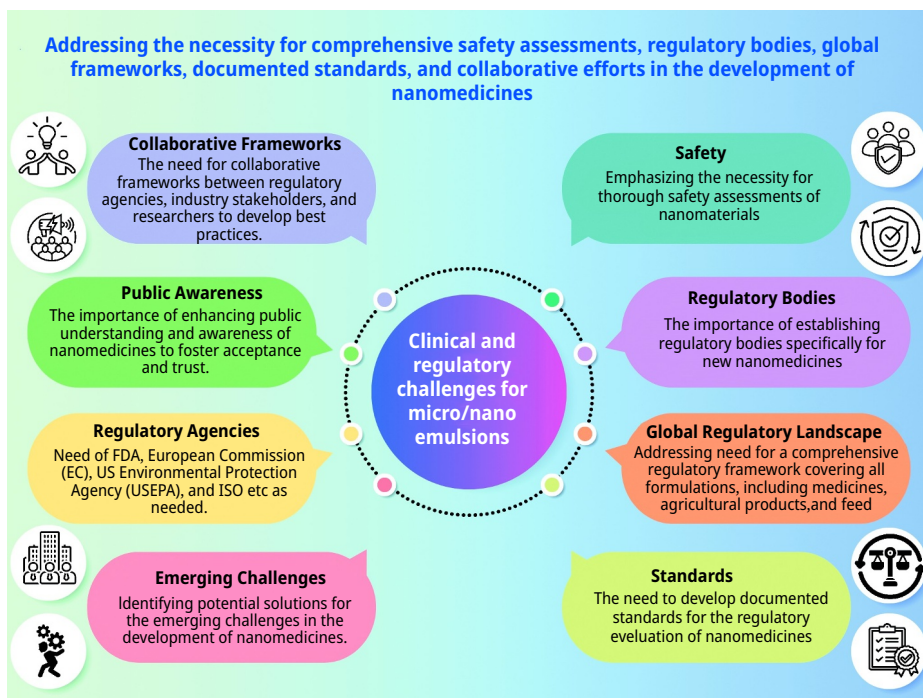 Addressing the necessity for comprehensive safety assessments, regulatory bodies, global
frameworks, documented standards, and collaborative efforts in the development of
nanomedicines
Collaborative Frameworks
The need for collaborative
frameworks between regulatory
agencies, industry stakeholders, and
researchers to develop best
practices.
Safety
Emphasizing the necessity for
thorough safety assessments of
nanomaterials
Public Awareness
The importance of enhancing public
understanding and awareness of
nanomedicines to foster acceptance
and trust.
Regulatory Bodies
The importance of establishing
regulatory bodies specifically for
new nanomedicines
Clinical and
regulatory
challenges for
micro/nano
emulsions
Regulatory Agencies
Need of FDA, European Commission
(EC), US Environmental Protection
Agency (USEPA), and ISO etc as
needed.
Global Regulatory Landscape
Addressing need for a comprehensive
regulatory framework covering all
formulations, including medicines,
agricultural products,and feed
Emerging Challenges
Identifying potential solutions for
the emerging challenges in the
development of nanomedicines.
Standards
The need to develop documented
standards for the regulatory
eveluation of nanomedicines